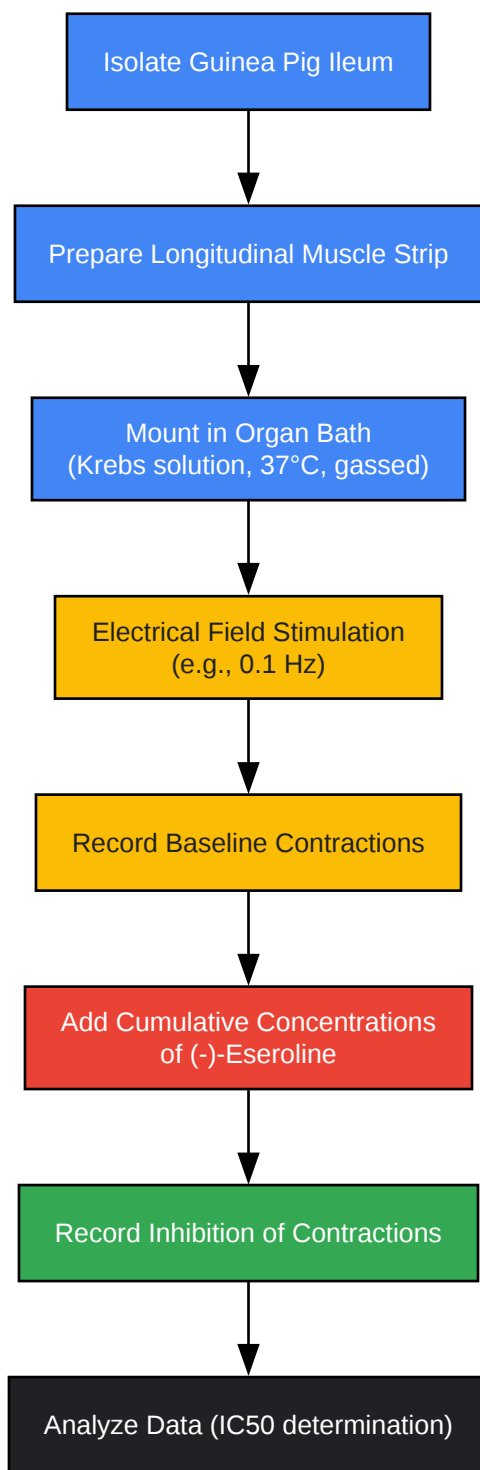 Isolate Guinea Pig Ileum
Prepare Longitudinal Muscle Strip
Mount in Organ Bath
(Krebs solution, 37°C, gassed)
Electrical Field Stimulation
(e.g., 0.1 Hz)
Record Baseline Contractions
Add Cumulative Concentrations
of (-)-Eseroline
Record Inhibition of Contractions
Analyze Data (IC50 determination)